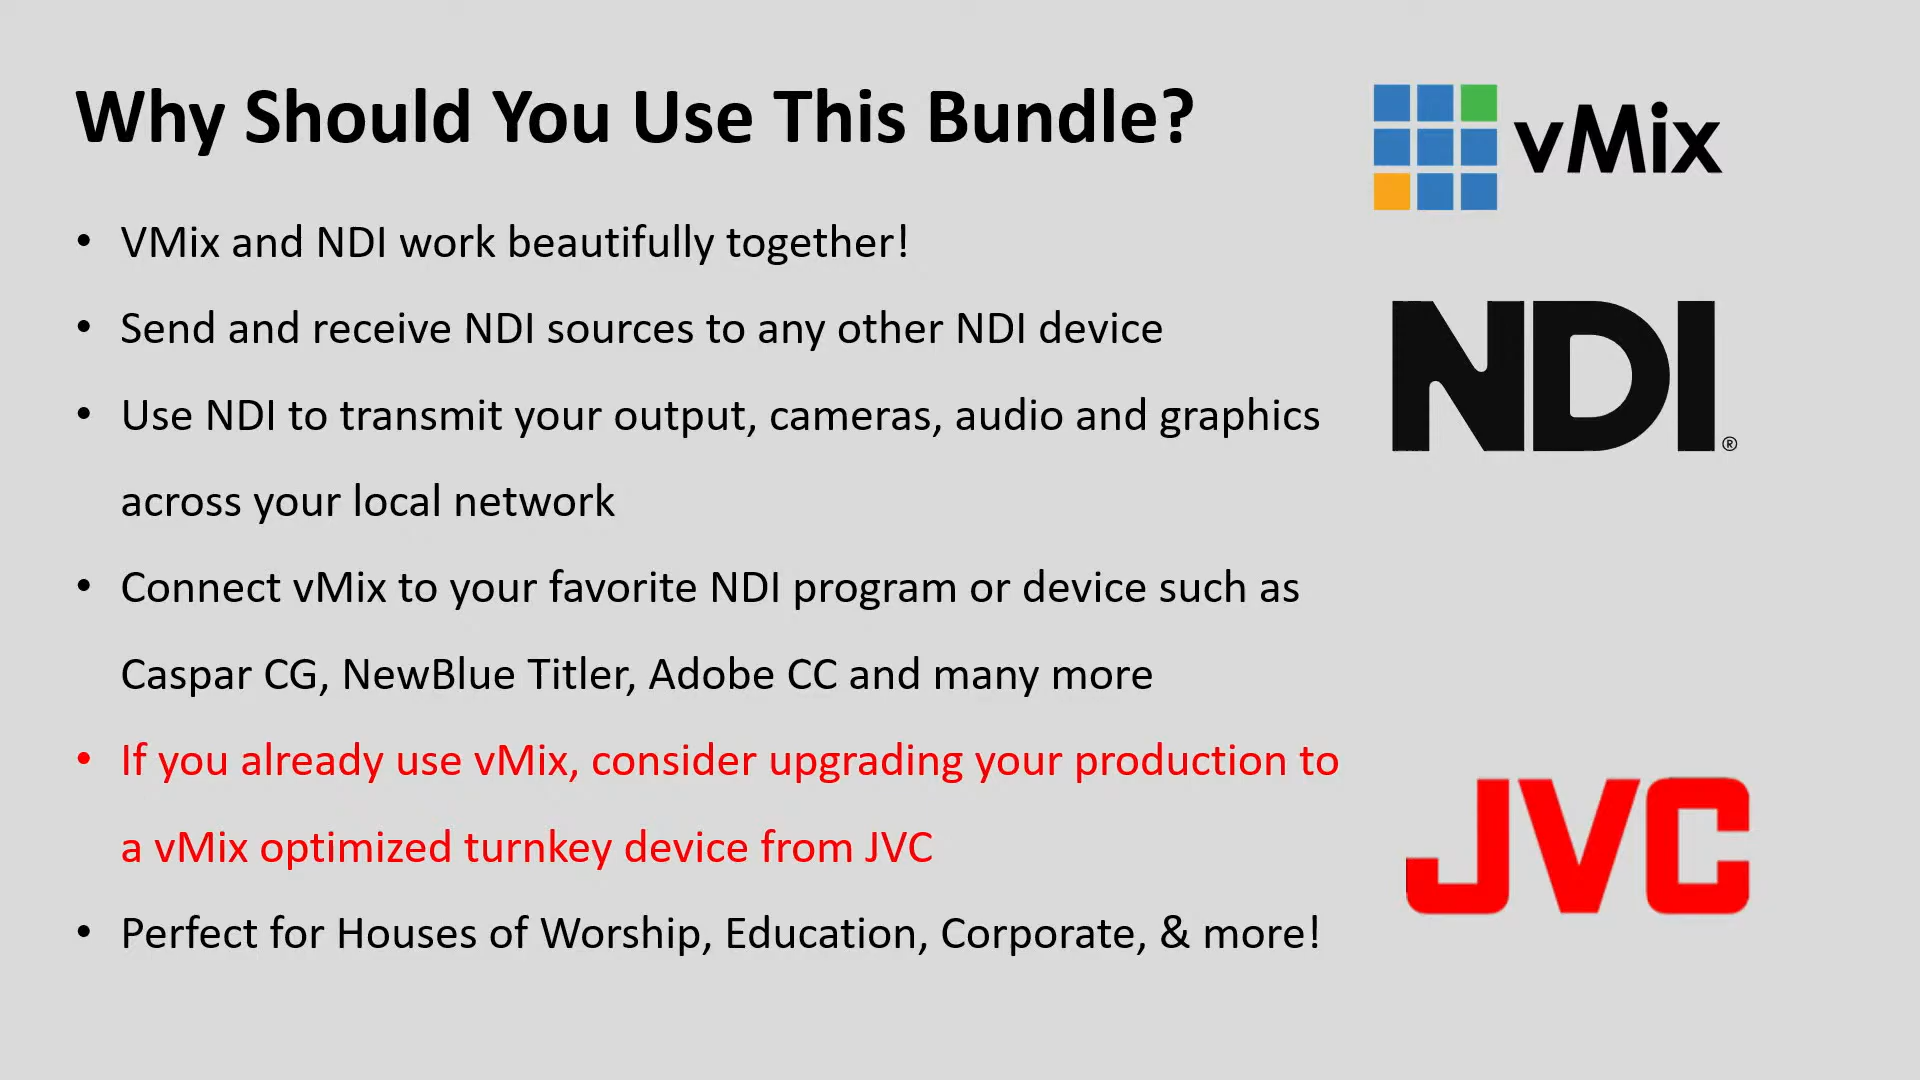 Why Should You Use This Bundle?
vMix
• VMix and NDI work beautifully together!
• Send and receive NDI sources to any other NDI device
NDI®
• Use NDI to transmit your output, cameras, audio and graphics
across your local network
• Connect vMix to your favorite NDI program or device such as
Caspar CG, NewBlue Titler, Adobe CC and many more
• If you already use vMix, consider upgrading your production to
a vMix optimized turnkey device from JVC
JVC
• Perfect for Houses of Worship, Education, Corporate, & more!